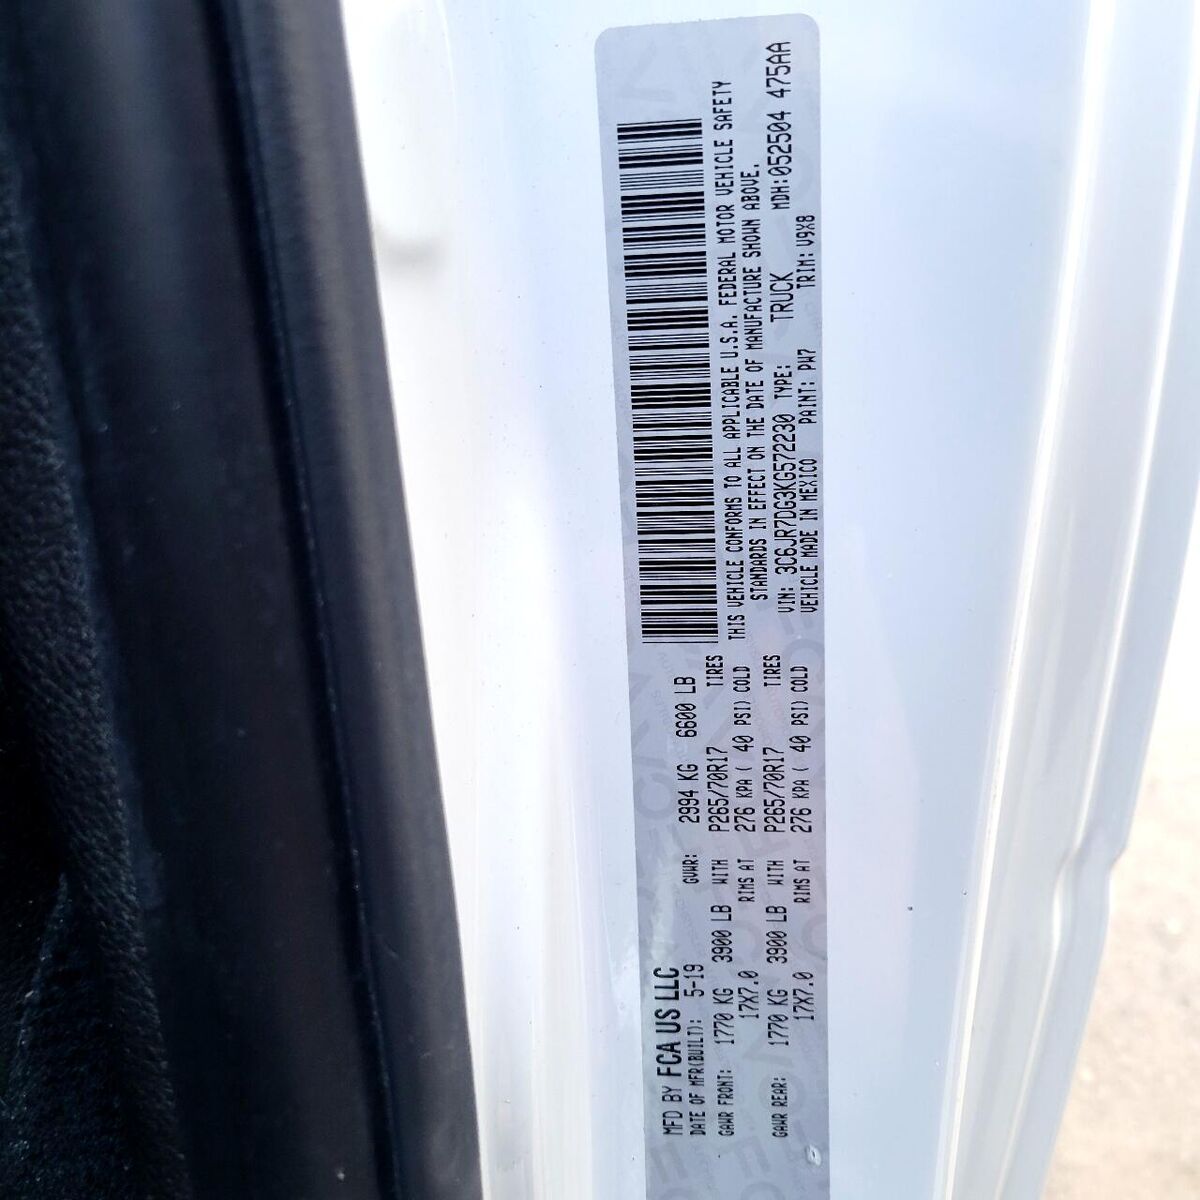 MFD BY FCA US LLC
DATE OF MFR(BUILT): 5-19 GVWR: 2994 KG 6600 LB
GAWR FRONT: 1770 KG 3900 LB WITH P265/70R17 TIRES
17X7.0 RIMS AT 276 KPA ( 40 PSI) COLD
GAWR REAR: 1770 KG 3900 LB WITH P265/70R17 TIRES
17X7.0 RIMS AT 276 KPA ( 40 PSI) COLD
THIS VEHICLE CONFORMS TO ALL APPLICABLE U.S.A. FEDERAL MOTOR VEHICLE SAFETY
STANDARDS IN EFFECT ON THE DATE OF MANUFACTURE SHOWN ABOVE.
VIN: 3C6JR7DG3KG572230 TYPE: TRUCK MDH:052504 475AA
VEHICLE MADE IN MEXICO PAINT: PW7 TRIM: V9X8